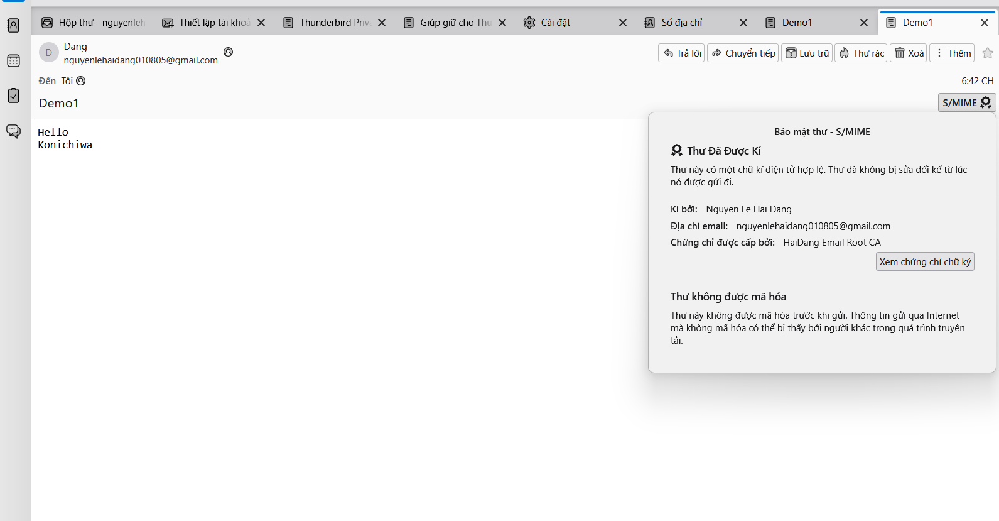 Hộp thư - nguyenleh
Thiết lập tài khoả
Thunderbird Priva
Giúp giữ cho Thu
Cài đặt
Sổ địa chỉ
Demo1
Demo1
D
Dang
nguyenlehaidang010805@gmail.com
Trả lời
Chuyển tiếp
Lưu trữ
Thư rác
Xoá
Thêm
Đến Tôi
6:42 CH
Demo1
S/MIME
Hello
Konichiwa
Bảo mật thư - S/MIME
Thư Đã Được Kí
Thư này có một chữ kí điện tử hợp lệ. Thư đã không bị sửa đổi kể từ lúc
nó được gửi đi.
Kí bởi: Nguyen Le Hai Dang
Địa chỉ email: nguyenlehaidang010805@gmail.com
Chứng chỉ được cấp bởi: HaiDang Email Root CA
Xem chứng chỉ chữ ký
Thư không được mã hóa
Thư này không được mã hóa trước khi gửi. Thông tin gửi qua Internet
mà không mã hóa có thể bị thấy bởi người khác trong quá trình truyền
tải.